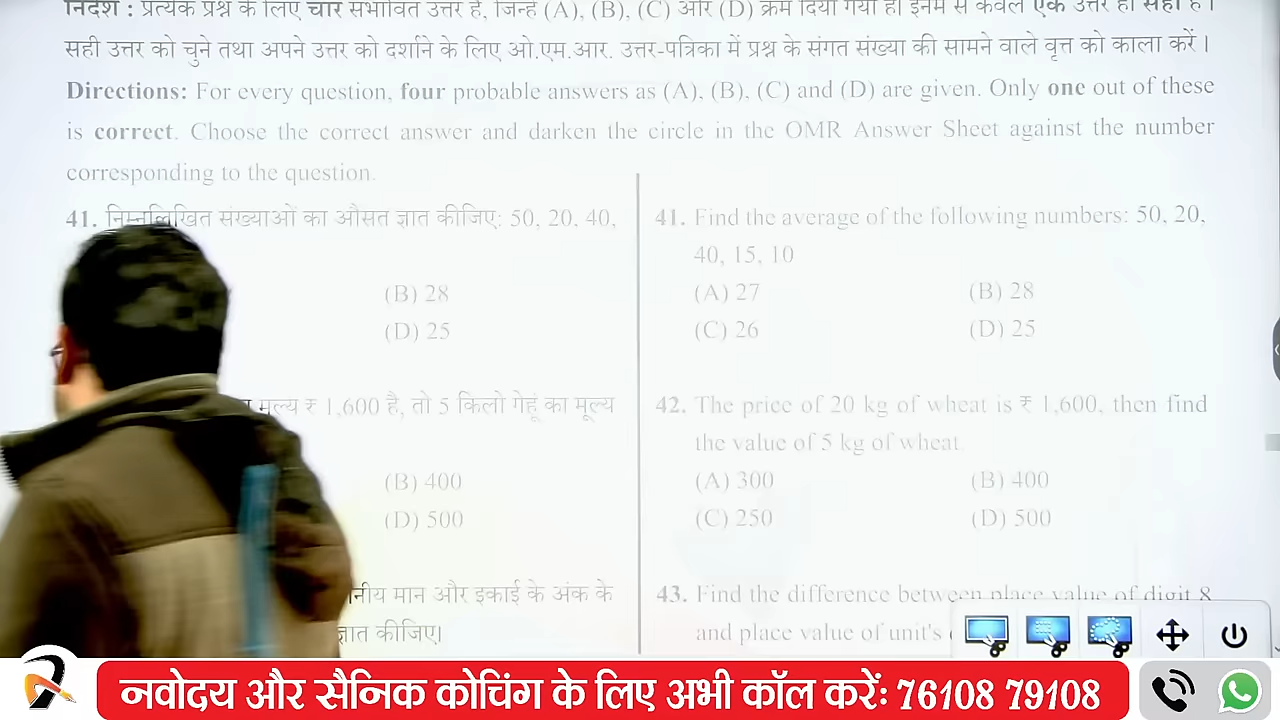 निर्देश : प्रत्येक प्रश्न के लिए चार संभावित उत्तर हैं, जिन्हें (A), (B), (C) और (D) क्रम दिया गया है। इनमें से केवल एक उत्तर ही सही है।
सही उत्तर को चुने तथा अपने उत्तर को दर्शाने के लिए ओ.एम.आर. उत्तर-पत्रिका में प्रश्न के संगत संख्या की सामने वाले वृत्त को काला करें।
Directions: For every question, four probable answers as (A), (B), (C) and (D) are given. Only one out of these
is correct. Choose the correct answer and darken the circle in the OMR Answer Sheet against the number
corresponding to the question.
41. निम्नलिखित संख्याओं का औसत ज्ञात कीजिए: 50, 20, 40,
(B) 28
(D) 25
मूल्य ₹ 1,600 है, तो 5 किलो गेहूं का मूल्य
(B) 400
(D) 500
मान और इकाई के अंक के
ज्ञात कीजिए।
41. Find the average of the following numbers: 50, 20,
40, 15, 10
(A) 27 (B) 28
(C) 26 (D) 25
42. The price of 20 kg of wheat is ₹ 1,600, then find
the value of 5 kg of wheat.
(A) 300 (B) 400
(C) 250 (D) 500
43. Find the difference between place value of digit 8
and place value of unit's
नवोदय और सैनिक कोचिंग के लिए अभी कॉल करें: 76108 79108